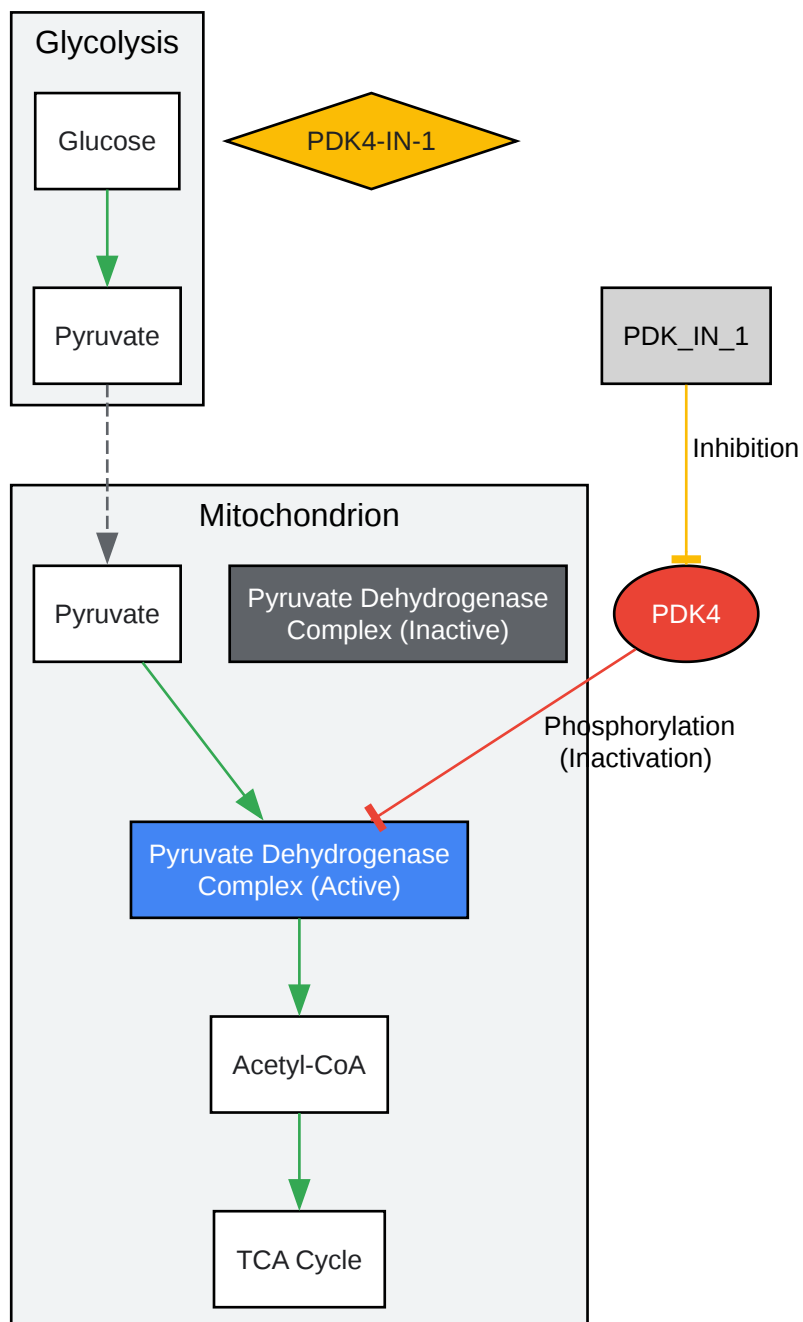 Glycolysis
Glucose
PDK4-IN-1
Pyruvate
PDK_IN_1
Inhibition
Mitochondrion
Pyruvate
Pyruvate Dehydrogenase
Complex (Inactive)
PDK4
Phosphorylation
(Inactivation)
Pyruvate Dehydrogenase
Complex (Active)
Acetyl-CoA
TCA Cycle